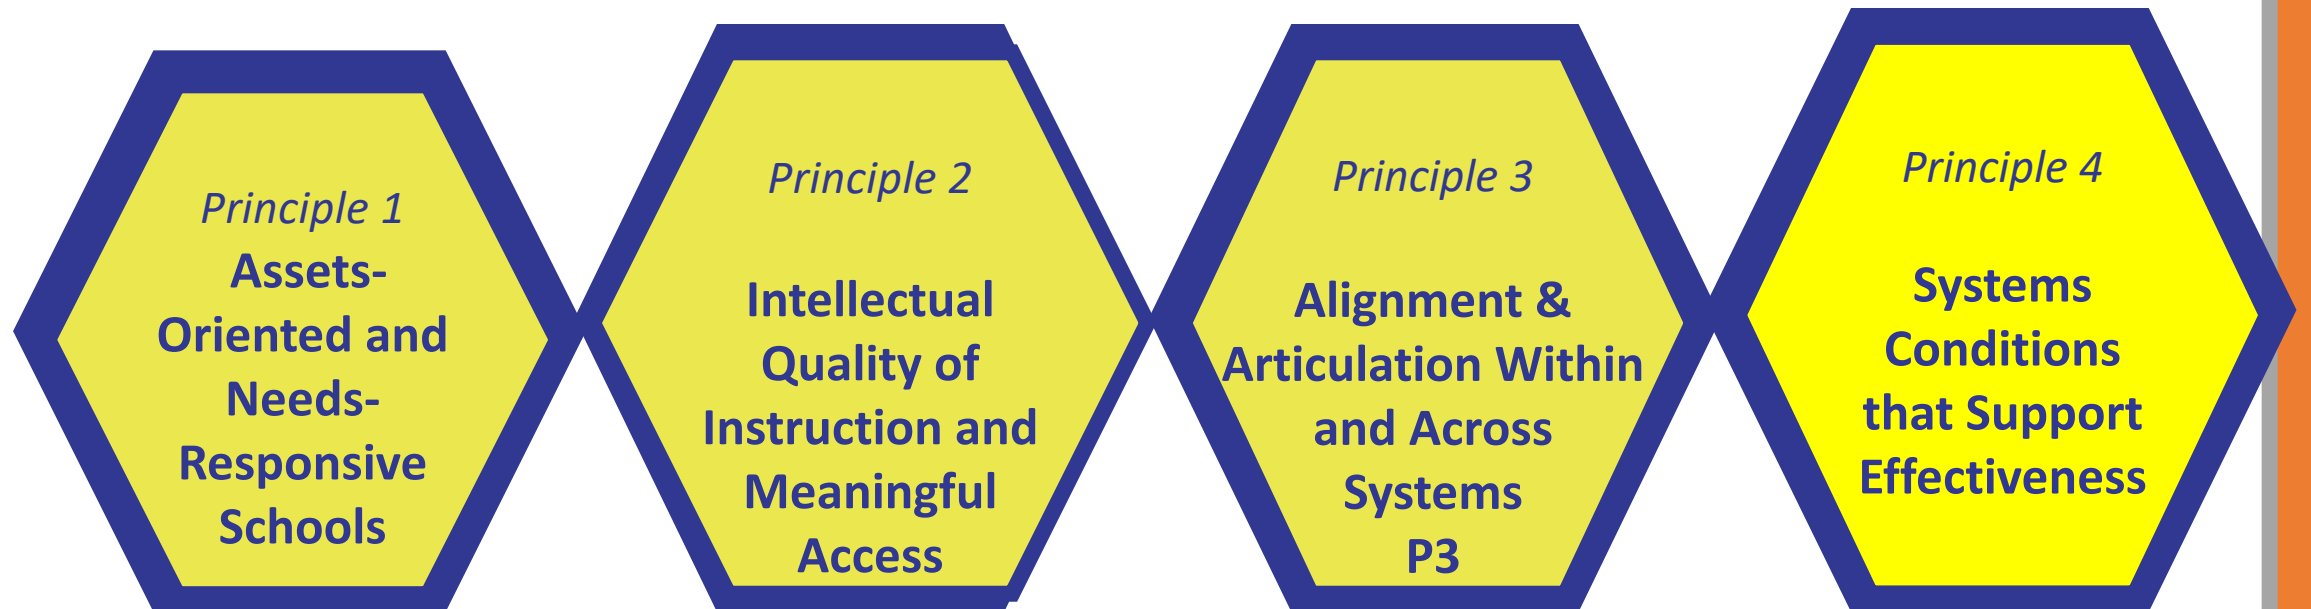 Principle 1
Assets-
Oriented and
Needs-
Responsive
Schools
Principle 2
Intellectual
Quality of
Instruction and
Meaningful
Access
Principle 3
Alignment &
Articulation Within
and Across
Systems
P3
Principle 4
Systems
Conditions
that Support
Effectiveness